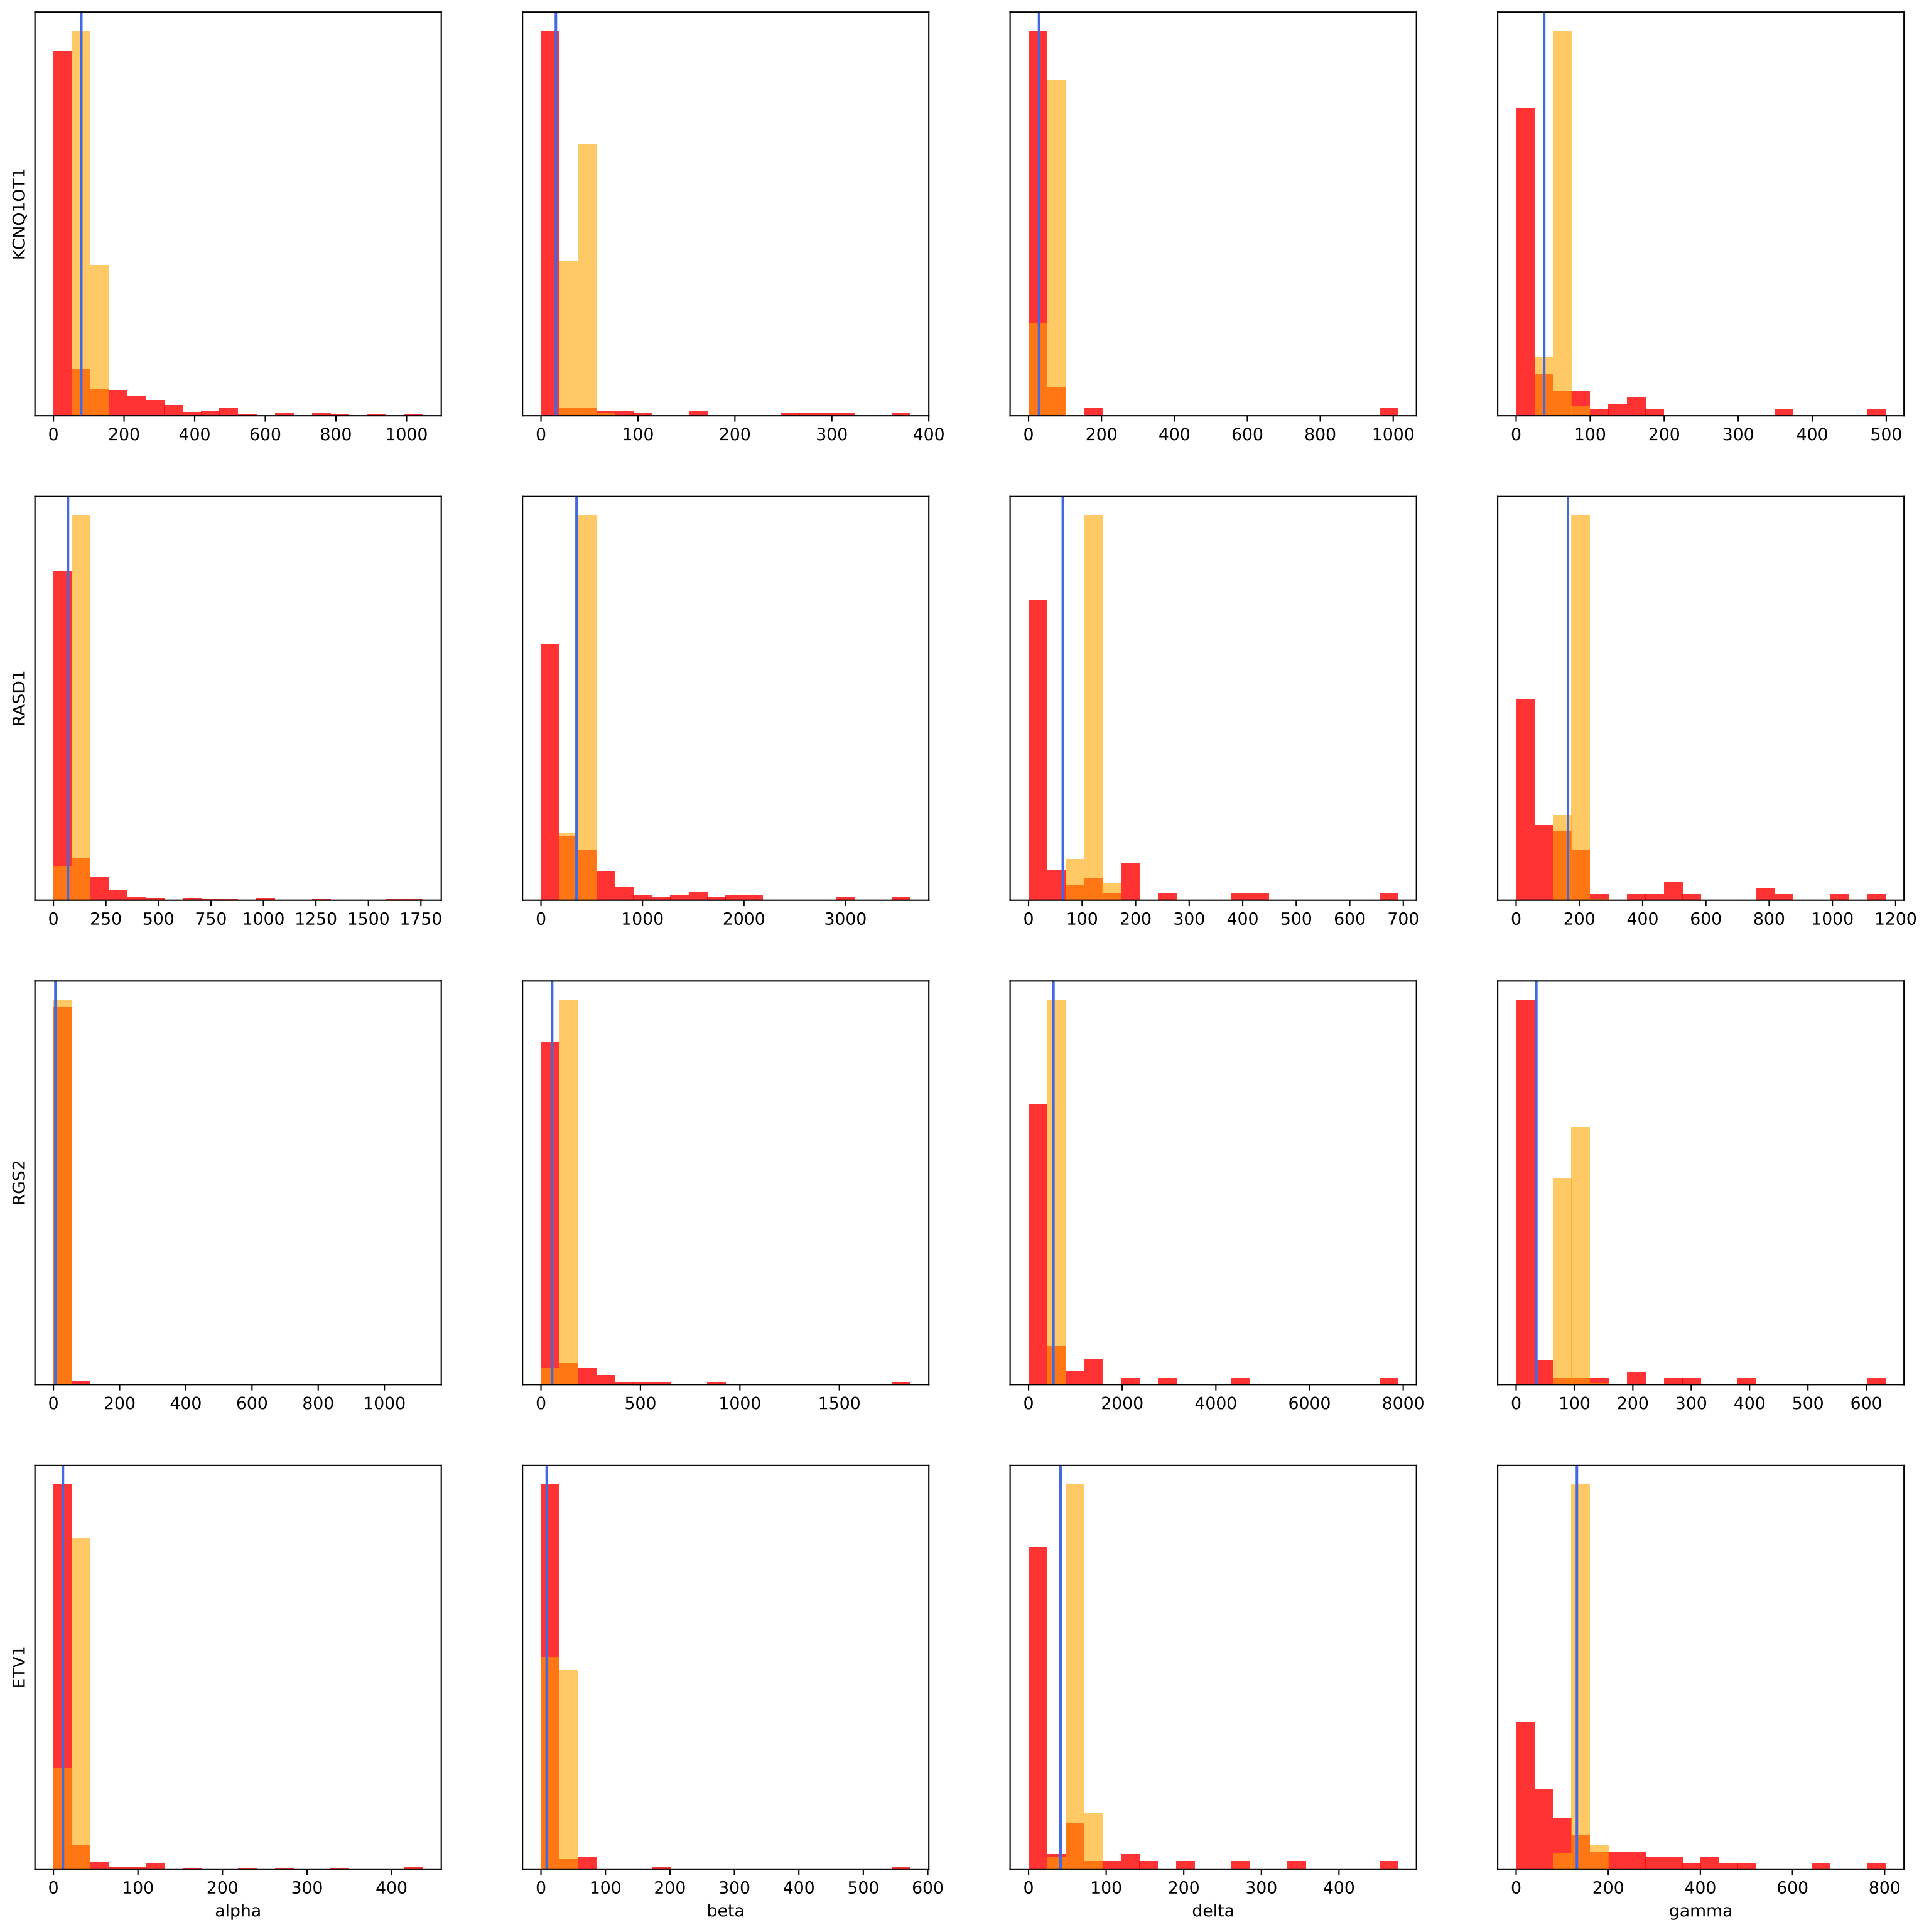 KCNQ1OT1
0 200 400 600 800 1000
0 100 200 300 400
0 200 400 600 800 1000
0 100 200 300 400 500
RASD1
0 250 500 750 1000 1250 1500 1750
0 1000 2000 3000
0 100 200 300 400 500 600 700
0 200 400 600 800 1000 1200
RGS2
0 200 400 600 800 1000
0 500 1000 1500
0 2000 4000 6000 8000
0 100 200 300 400 500 600
ETV1
0 100 200 300 400
alpha
0 100 200 300 400 500 600
beta
0 100 200 300 400
delta
0 200 400 600 800
gamma